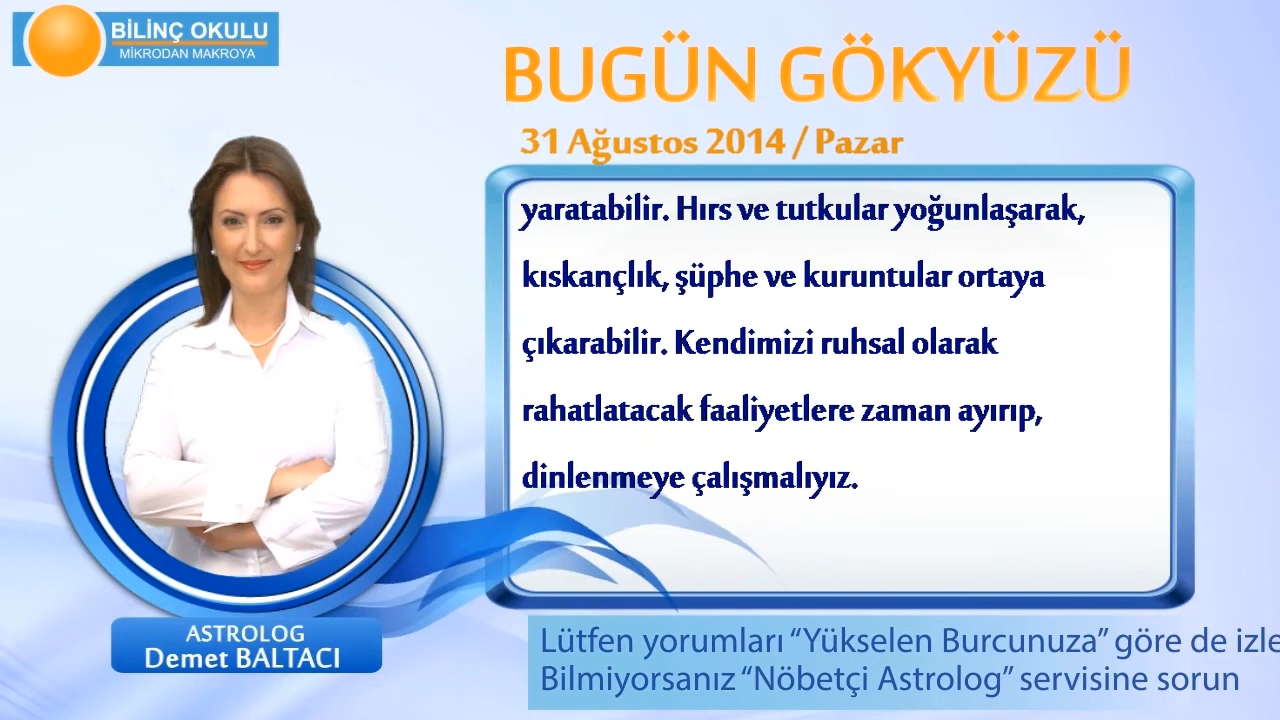 BİLİNÇ OKULU
MİKRODAN MAKROYA
BUGÜN GÖKYÜZÜ
31 Ağustos 2014 / Pazar
yaratabilir. Hırs ve tutkular yoğunlaşarak,
kıskançlık, şüphe ve kuruntular ortaya
çıkarabilir. Kendimizi ruhsal olarak
rahatlatacak faaliyetlere zaman ayırıp,
dinlenmeye çalışmalıyız.
ASTROLOG
Demet BALTACI
Lütfen yorumları “Yükselen Burcunuza” göre de izle
Bilmiyorsanız “Nöbetçi Astrolog” servisine sorun